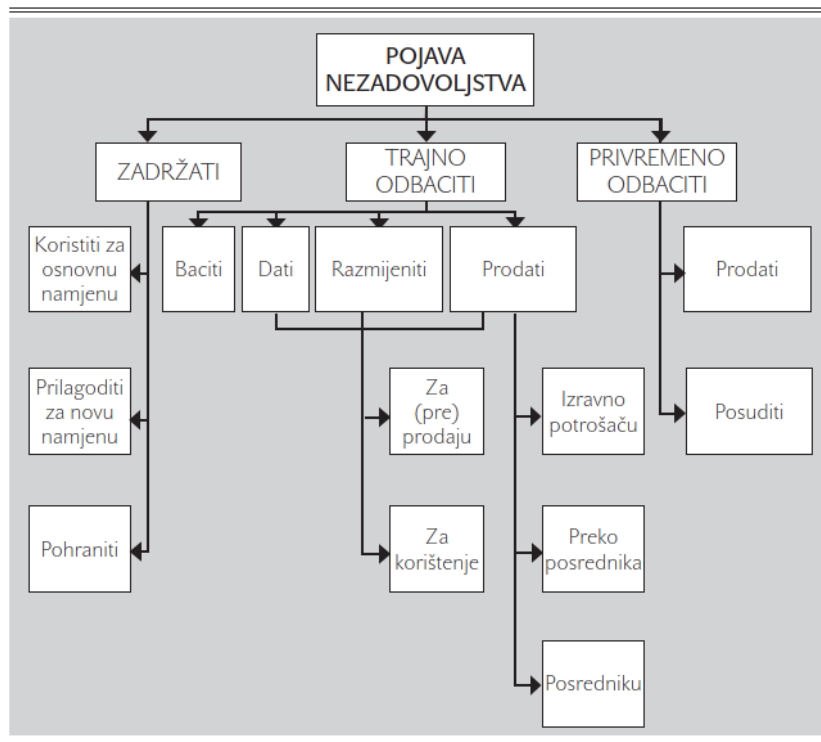 POJAVA
NEZADOVOLJSTVA
ZADRŽATI
TRAJNO
ODBACITI
PRIVREMENO
ODBACITI
Koristiti za
osnovnu
namjenu
Baciti
Dati
Razmijeniti
Prodati
Prodati
Prilagoditi
za novu
namjenu
Za
(pre)
prodaju
Izravno
potrošaču
Posuditi
Pohraniti
Za
korištenje
Preko
posrednika
Posredniku